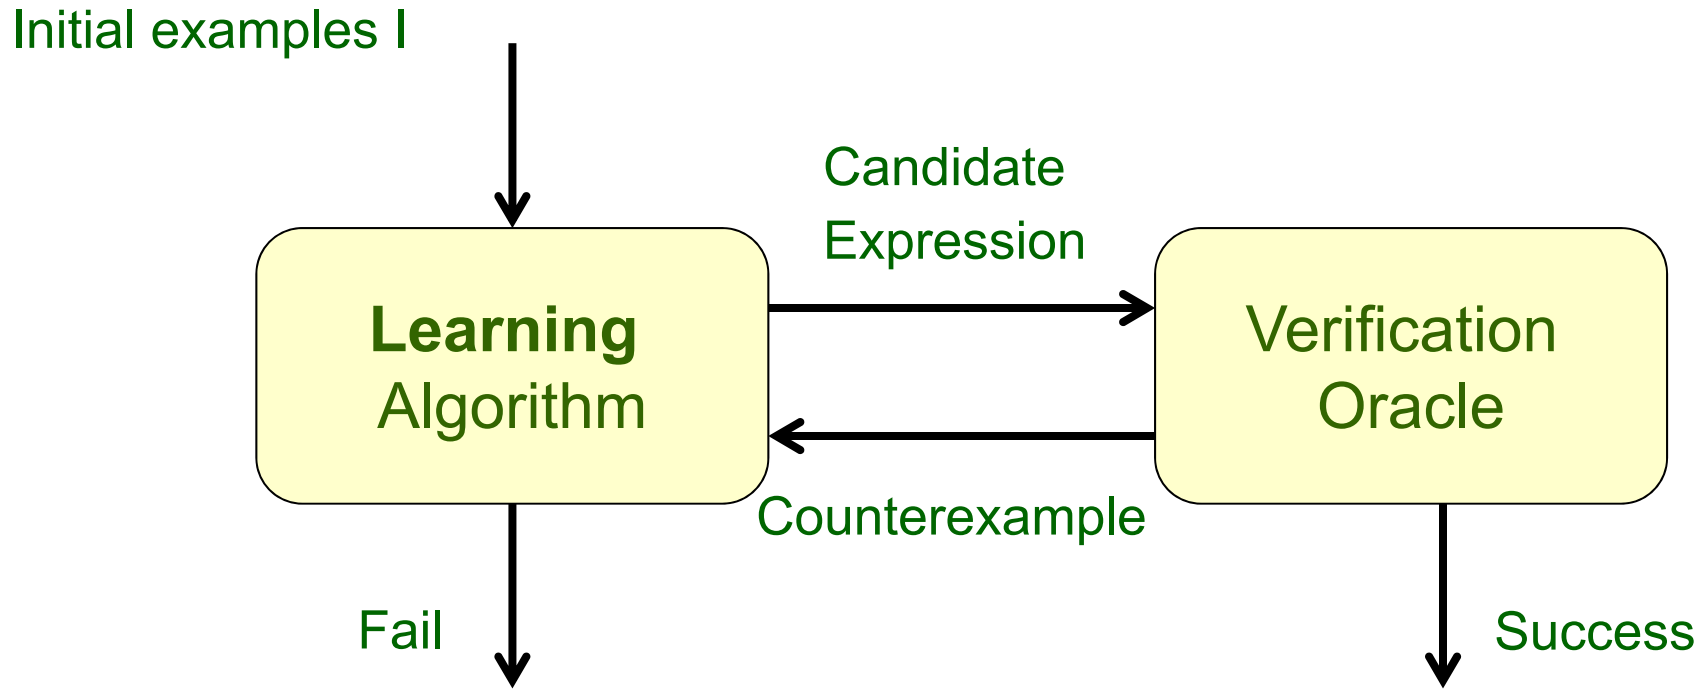 Initial examples I
Candidate
Expression
Learning
Algorithm
Verification
Oracle
Counterexample
Fail
Success